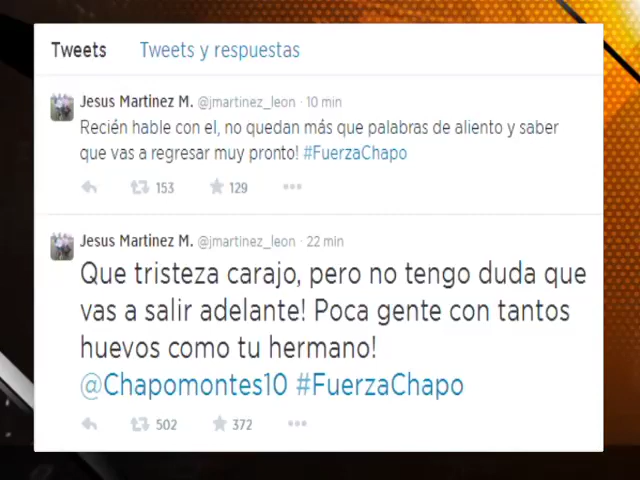 Tweets Tweets y respuestas
Jesus Martinez M. @jmartinez_leon · 10 min
Recién hable con el, no quedan más que palabras de aliento y saber
que vas a regresar muy pronto! #FuerzaChapo
153 129
Jesus Martinez M. @jmartinez_leon · 22 min
Que tristeza carajo, pero no tengo duda que
vas a salir adelante! Poca gente con tantos
huevos como tu hermano!
@Chapomontes10 #FuerzaChapo
502 372